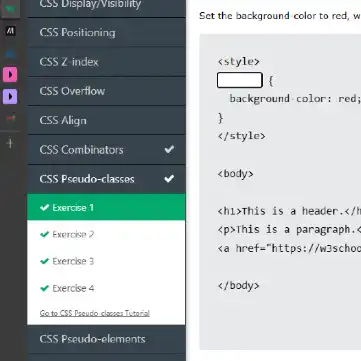 CSS Display/Visibility
CSS Positioning
CSS Z-index
CSS Overflow
CSS Align
CSS Combinators
CSS Pseudo-classes
Exercise 1
Exercise 2
Exercise 3
Exercise 4
Go to CSS Pseudo-classes Tutorial
CSS Pseudo-elements
Set the background-color to red, w
<style>
{
background-color: red;
}
</style>
<body>
<h1>This is a header.</h
<p>This is a paragraph.<
<a href="https://w3schoo
</body>